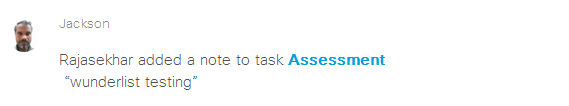 Jackson
Rajasekhar added a note to task Assessment
“wunderlist testing”